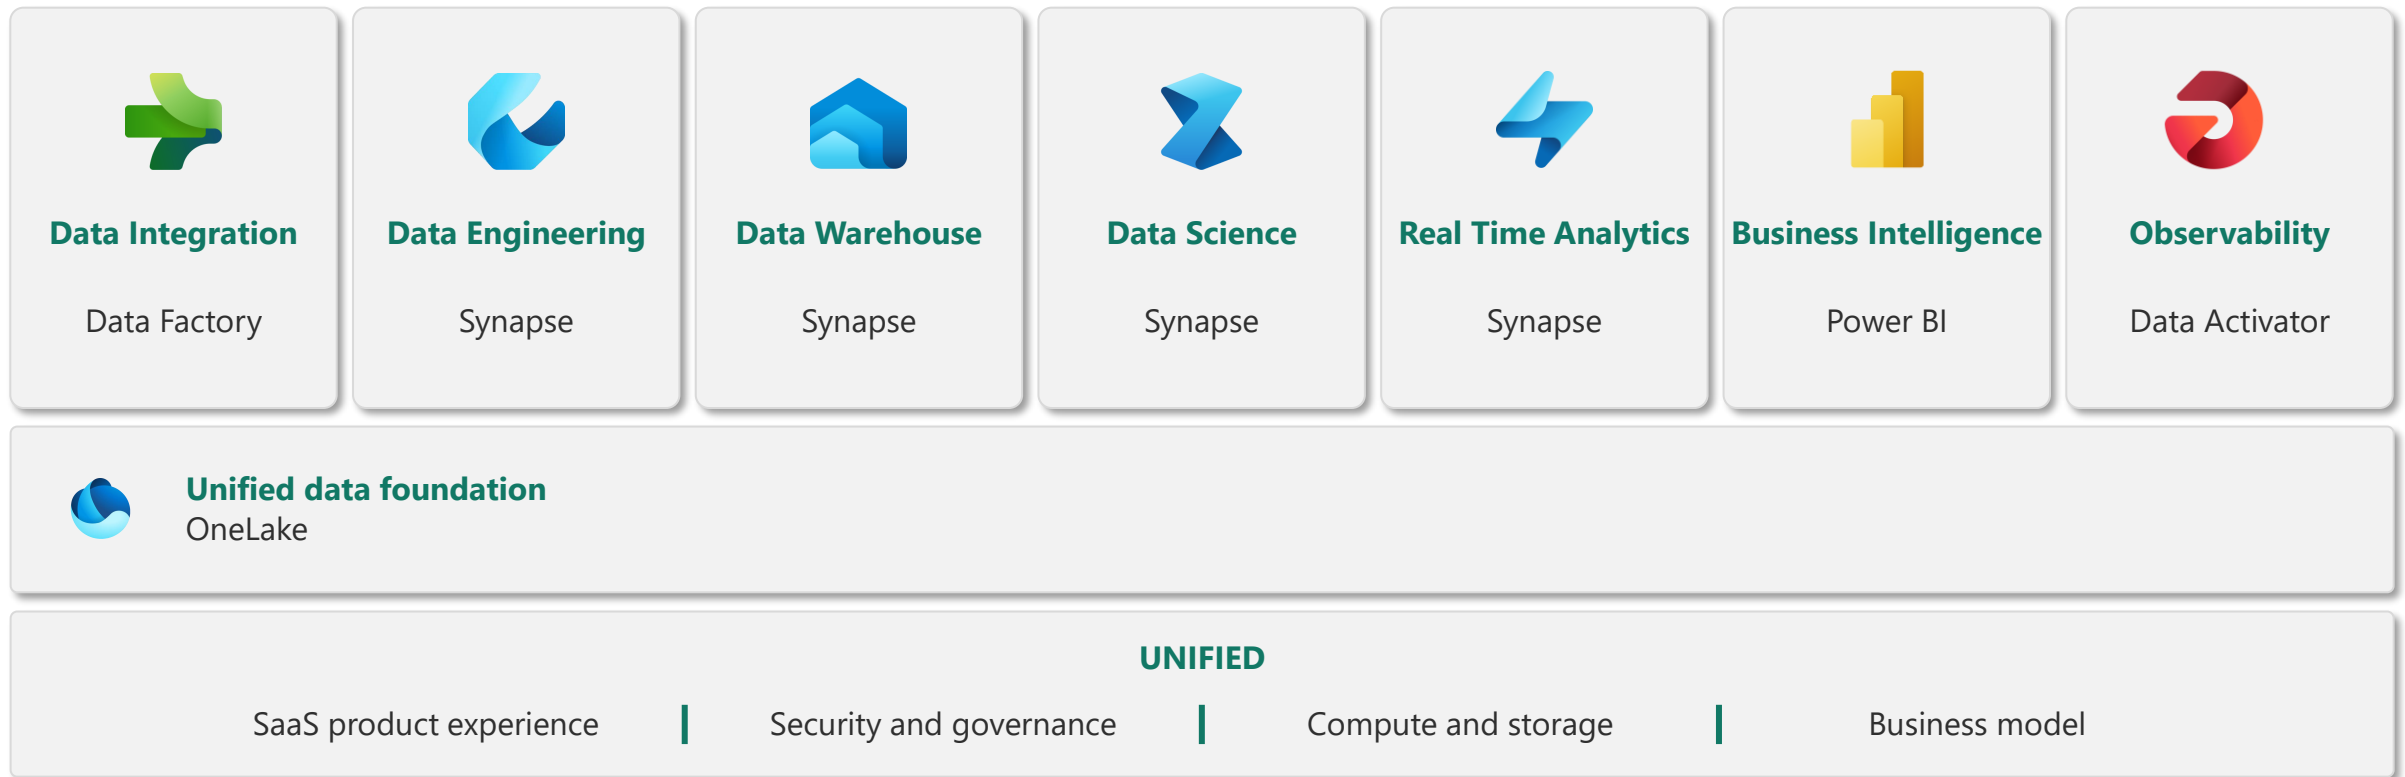 Data Integration
Data Factory
Data Engineering
Synapse
Data Warehouse
Synapse
Data Science
Synapse
Real Time Analytics
Synapse
Business Intelligence
Power BI
Observability
Data Activator
Unified data foundation
OneLake
UNIFIED
SaaS product experience
Security and governance
Compute and storage
Business model